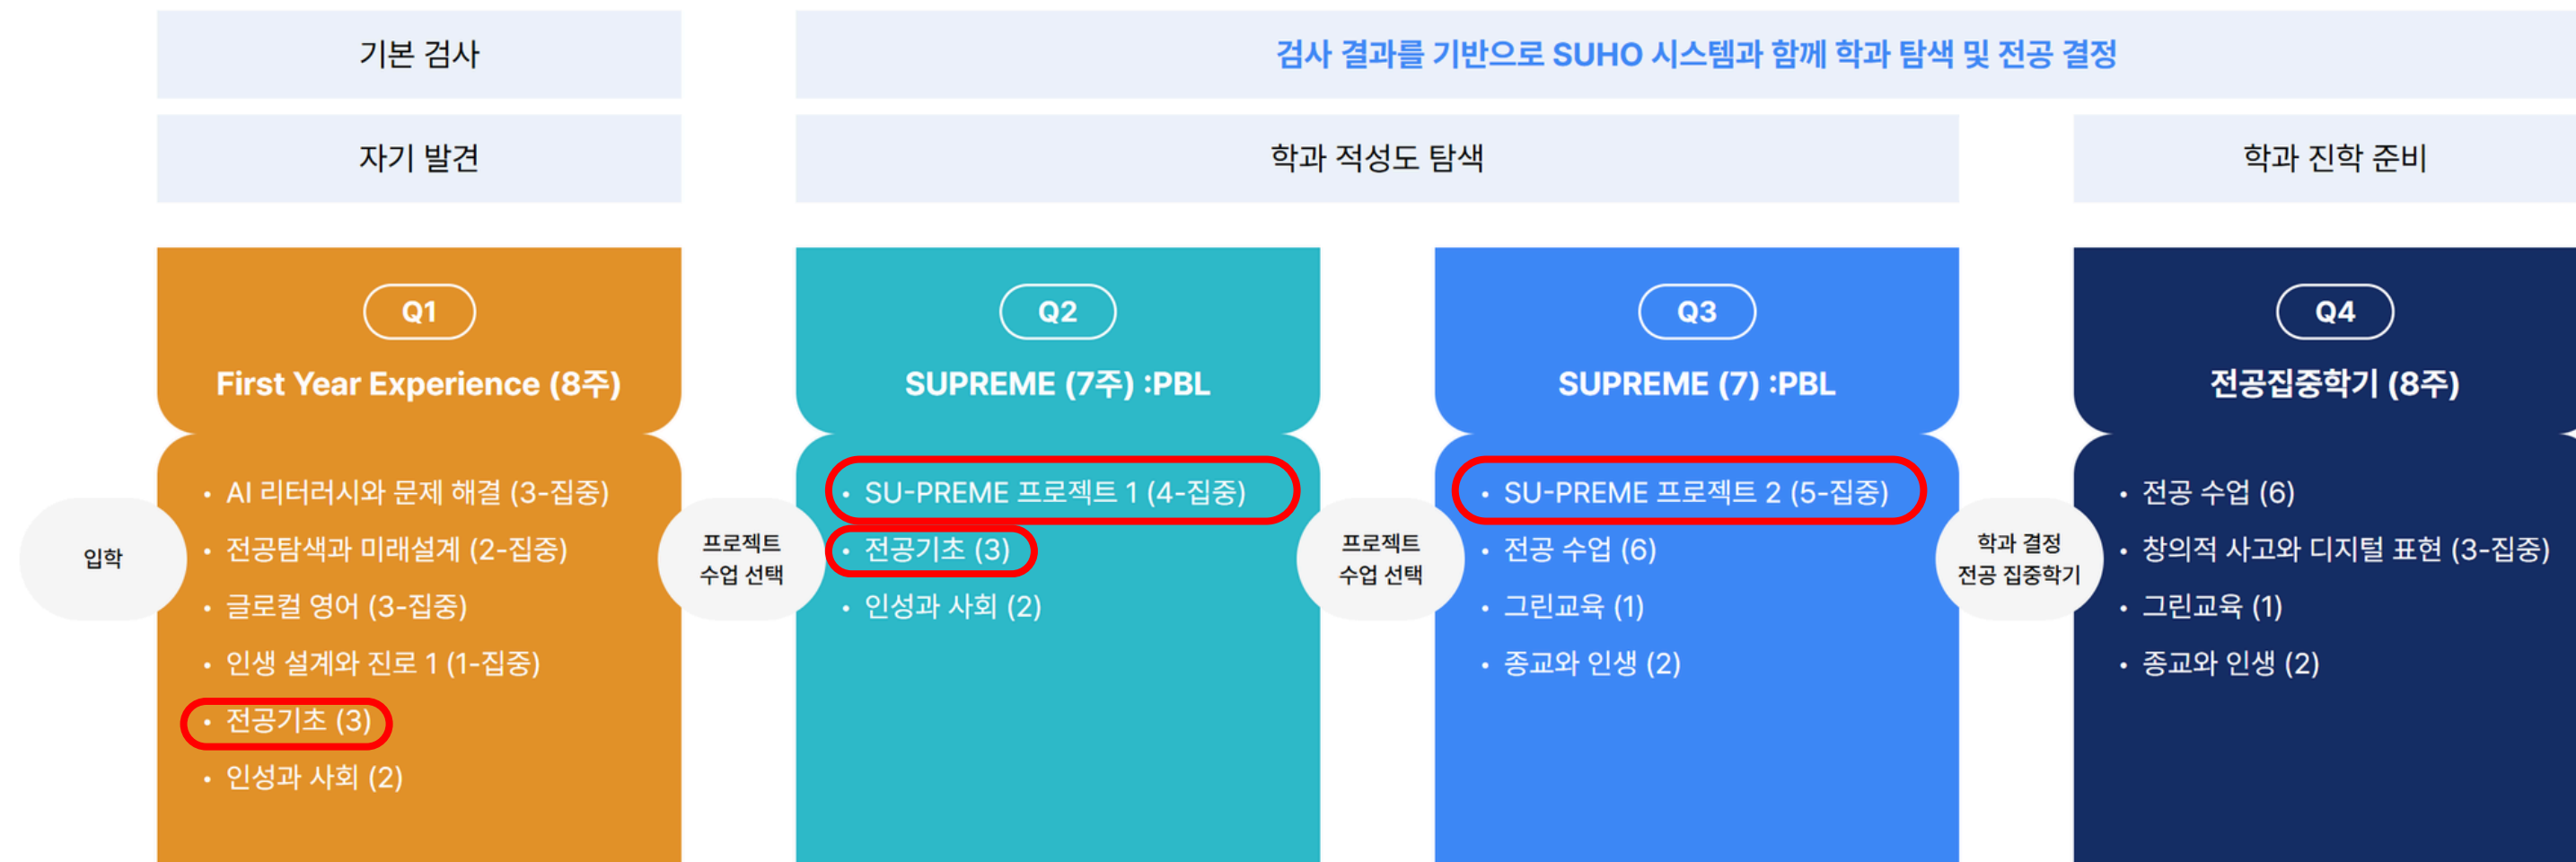 기본 검사
검사 결과를 기반으로 SUHO 시스템과 함께 학과 탐색 및 전공 결정
자기 발견
학과 적성도 탐색
학과 진학 준비
입학
Q1
First Year Experience (8주)
• AI 리터러시와 문제 해결 (3-집중)
• 전공탐색과 미래설계 (2-집중)
• 글로컬 영어 (3-집중)
• 인생 설계와 진로 1 (1-집중)
• 전공기초 (3)
• 인성과 사회 (2)
프로젝트
수업 선택
Q2
SUPREME (7주) :PBL
• SU-PREME 프로젝트 1 (4-집중)
• 전공기초 (3)
• 인성과 사회 (2)
프로젝트
수업 선택
Q3
SUPREME (7) :PBL
• SU-PREME 프로젝트 2 (5-집중)
• 전공 수업 (6)
• 그린교육 (1)
• 종교와 인생 (2)
학과 결정
전공 집중학기
Q4
전공집중학기 (8주)
• 전공 수업 (6)
• 창의적 사고와 디지털 표현 (3-집중)
• 그린교육 (1)
• 종교와 인생 (2)